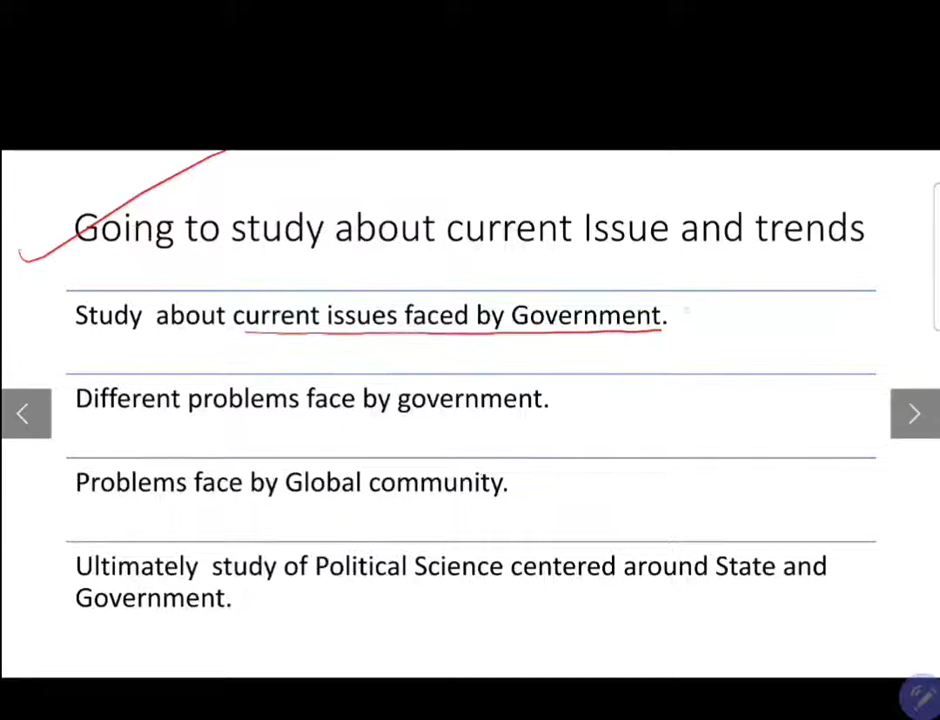 Going to study about current Issue and trends
Study about current issues faced by Government.
Different problems face by government.
Problems face by Global community.
Ultimately study of Political Science centered around State and
Government.